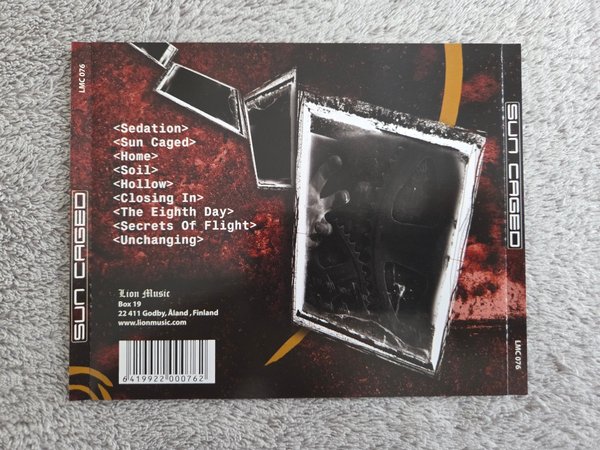 LMC 076
SUN CAGED
<Sedation>
<Sun Caged>
<Home>
<Soil>
<Hollow>
<Closing In>
<The Eighth Day>
<Secrets Of Flight>
<Unchanging>
Lion Music
Box 19
22 411 Godby, Åland , Finland
www.lionmusic.com
6 419922 000762
SUN CAGED
LMC 076